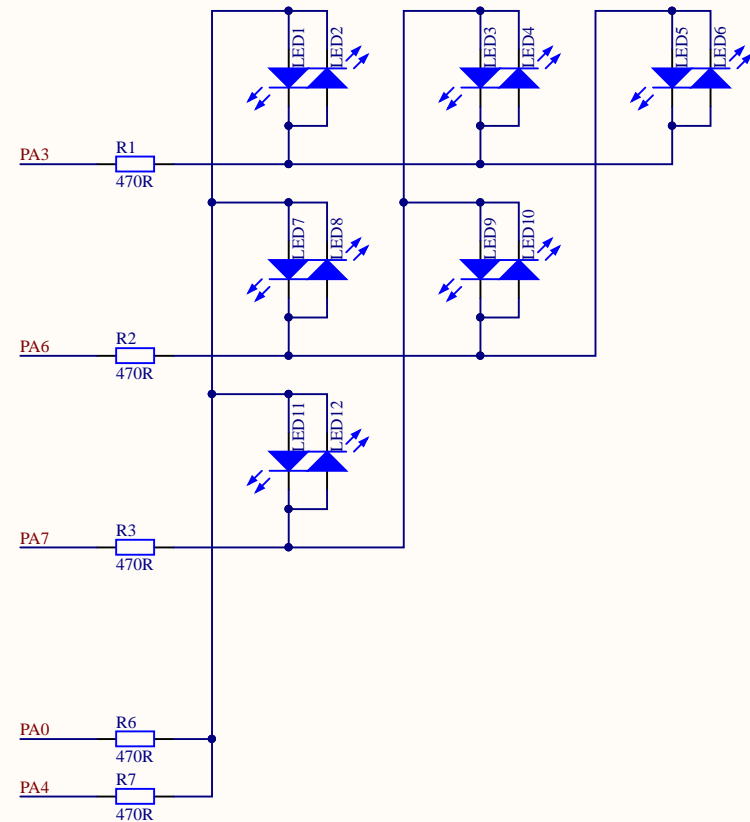 LED1
LED2
LED3
LED4
LED5
LED6
PA3
R1
470R
LED7
LED8
LED9
LED10
PA6
R2
470R
LED11
LED12
PA7
R3
470R
PA0
R6
470R
PA4
R7
470R